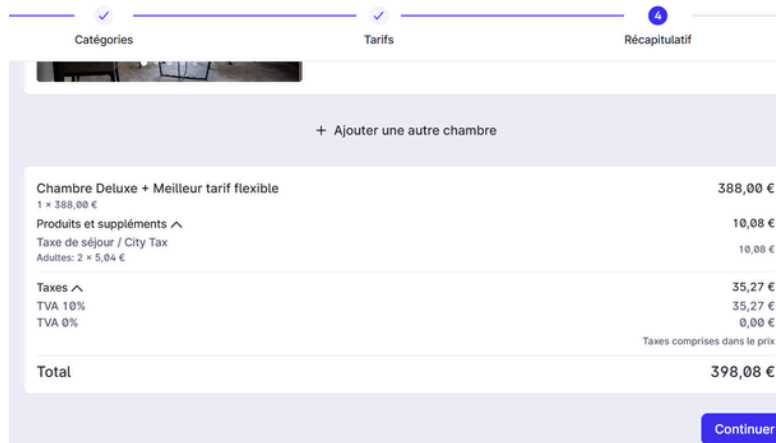 4
Catégories
Tarifs
Récapitulatif
+ Ajouter une autre chambre
Chambre Deluxe + Meilleur tarif flexible 388,00 €
1 × 388,00 €
Produits et suppléments 10,08 €
Taxe de séjour / City Tax 10,08 €
Adultes: 2 × 5,04 €
Taxes 35,27 €
TVA 10% 35,27 €
TVA 0% 0,00 €
Taxes comprises dans le prix
Total 398,08 €
Continuer